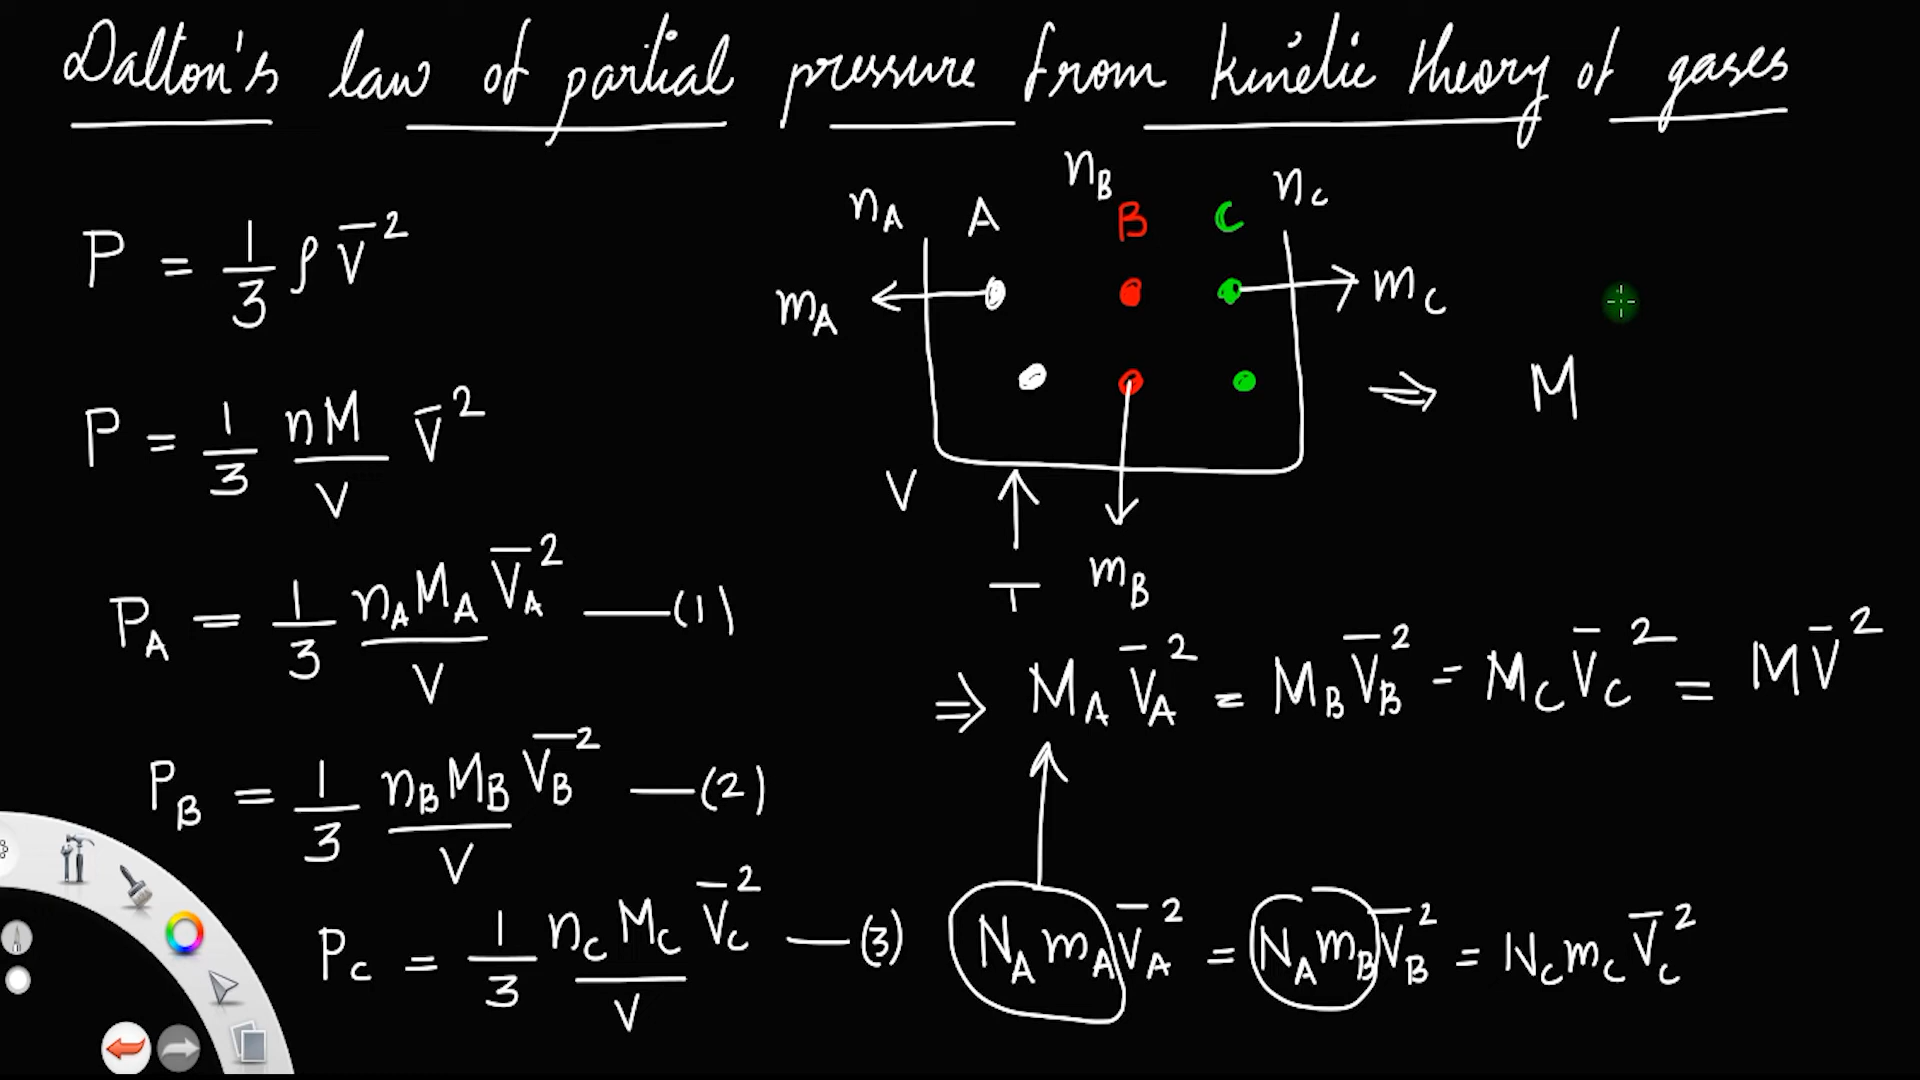 Dalton's law of partial pressure from kinetic theory of gases
P = 1/3 ρ V̄²
P = 1/3 nM/V V̄²
P_A = 1/3 n_A M_A V̄_A² / V —(1)
P_B = 1/3 n_B M_B V̄_B² / V —(2)
P_C = 1/3 n_C M_C V̄_C² / V —(3)
n_A A n_B B C n_C
m_A m_C
⇒ M
V
T m_B
⇒ M_A V̄_A² = M_B V̄_B² = M_C V̄_C² = M V̄²
N_A m_A V̄_A² = N_A m_B V̄_B² = N_C m_C V̄_C²